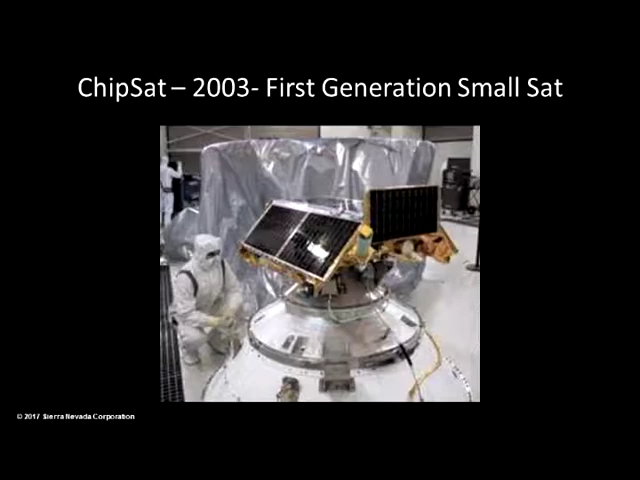 ChipSat – 2003- First Generation Small Sat
© 2017 Sierra Nevada Corporation